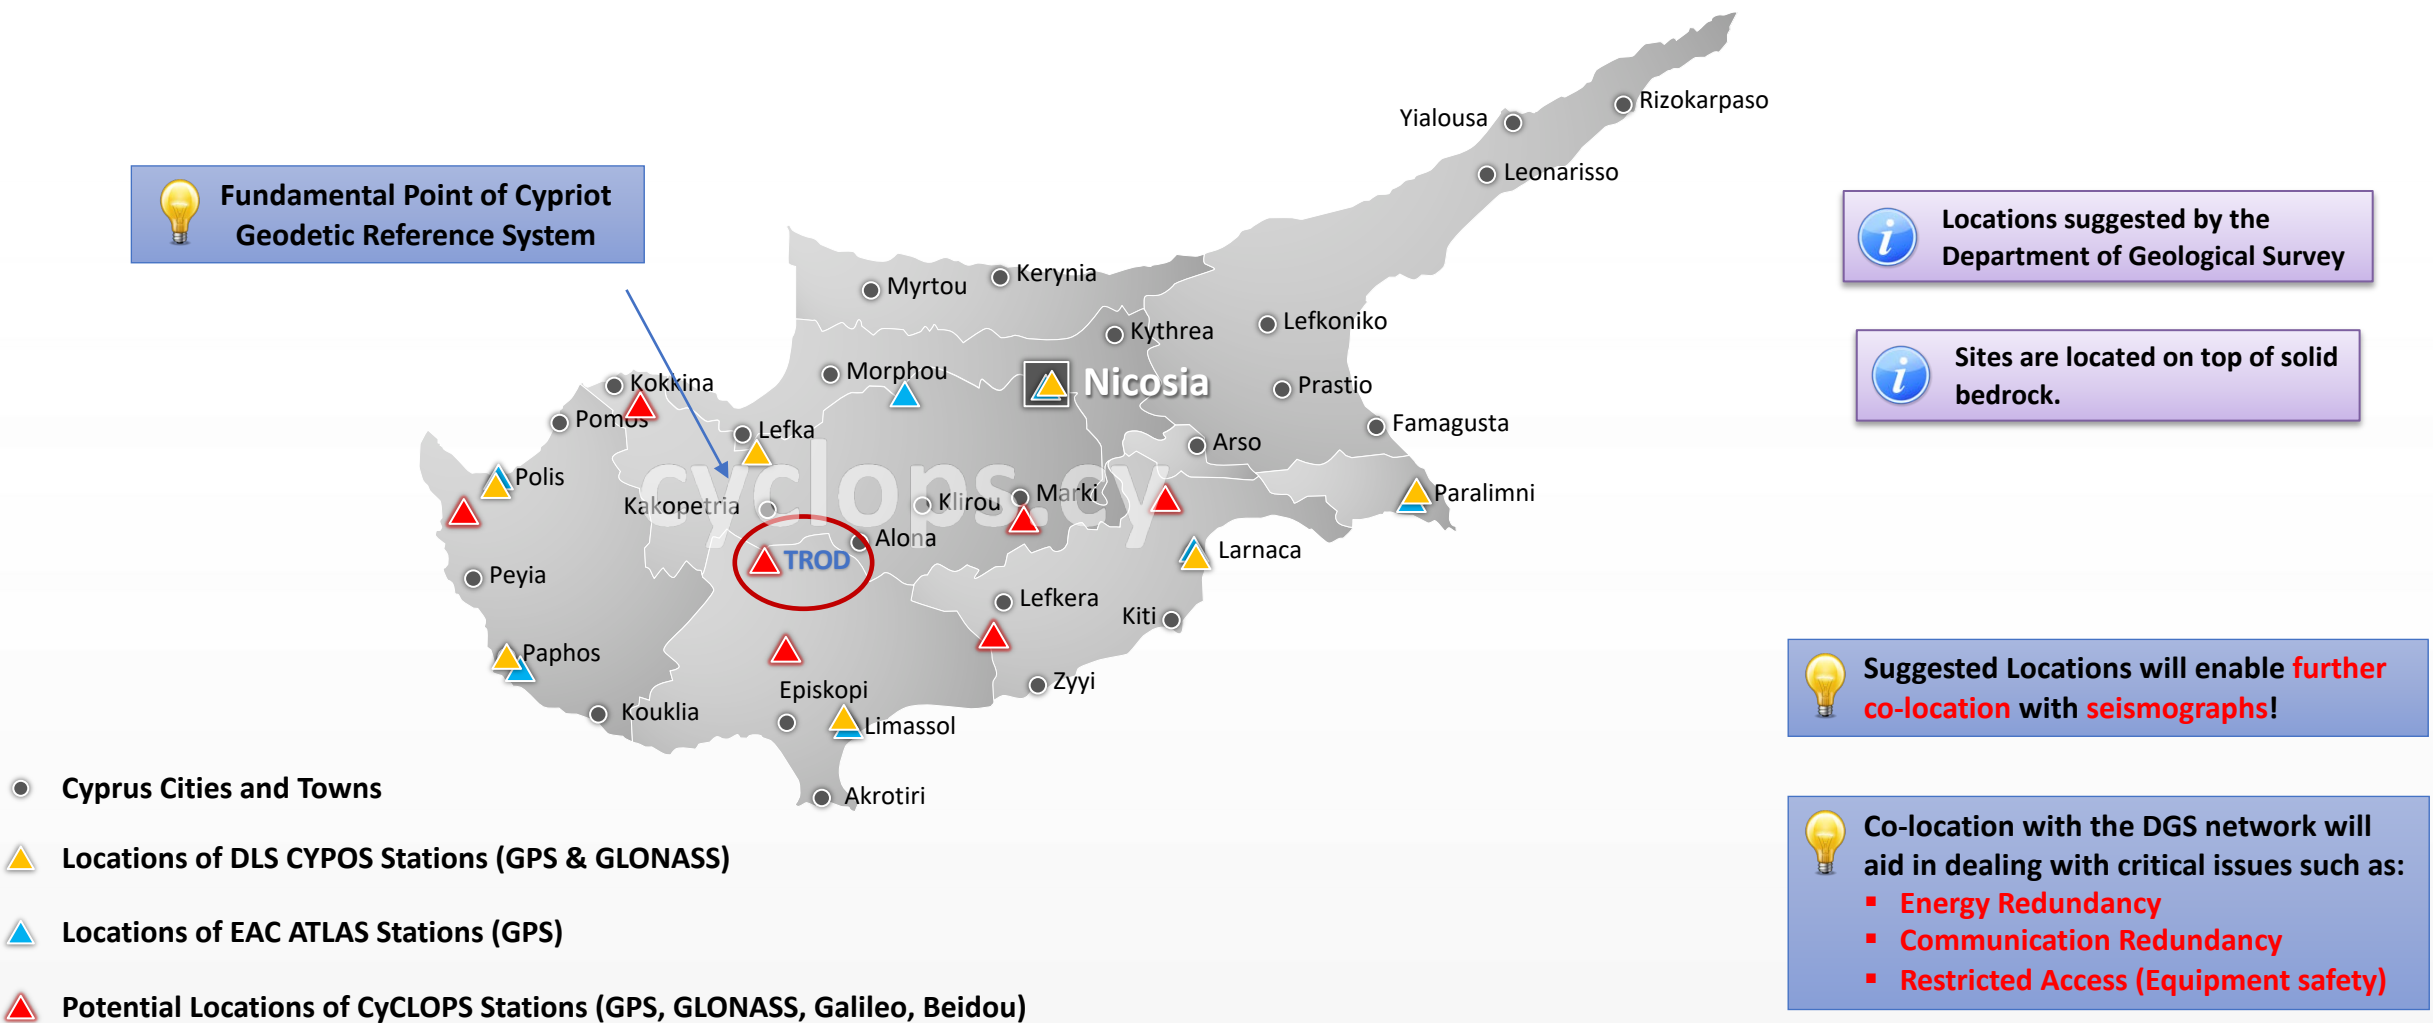 Rizokarpaso
Yialousa
Leonarisso
Fundamental Point of Cypriot
Geodetic Reference System
Locations suggested by the
Department of Geological Survey
Kerynia
Myrtou
Lefkoniko
Kythrea
Sites are located on top of solid
bedrock.
Morphou
Nicosia
Kokkina
Prastio
Pomos
Lefka
Famagusta
Arso
cyclops.cy
Polis
Marki
Paralimni
Klirou
Kakopetria
Alona
TROD
Larnaca
Peyia
Lefkera
Kiti
Paphos
Suggested Locations will enable further
co-location with seismographs!
Zyyi
Episkopi
Kouklia
Limassol
Akrotiri
Cyprus Cities and Towns
Locations of DLS CYPOS Stations (GPS & GLONASS)
Locations of EAC ATLAS Stations (GPS)
Potential Locations of CyCLOPS Stations (GPS, GLONASS, Galileo, Beidou)
Co-location with the DGS network will
aid in dealing with critical issues such as:
▪ Energy Redundancy
▪ Communication Redundancy
▪ Restricted Access (Equipment safety)